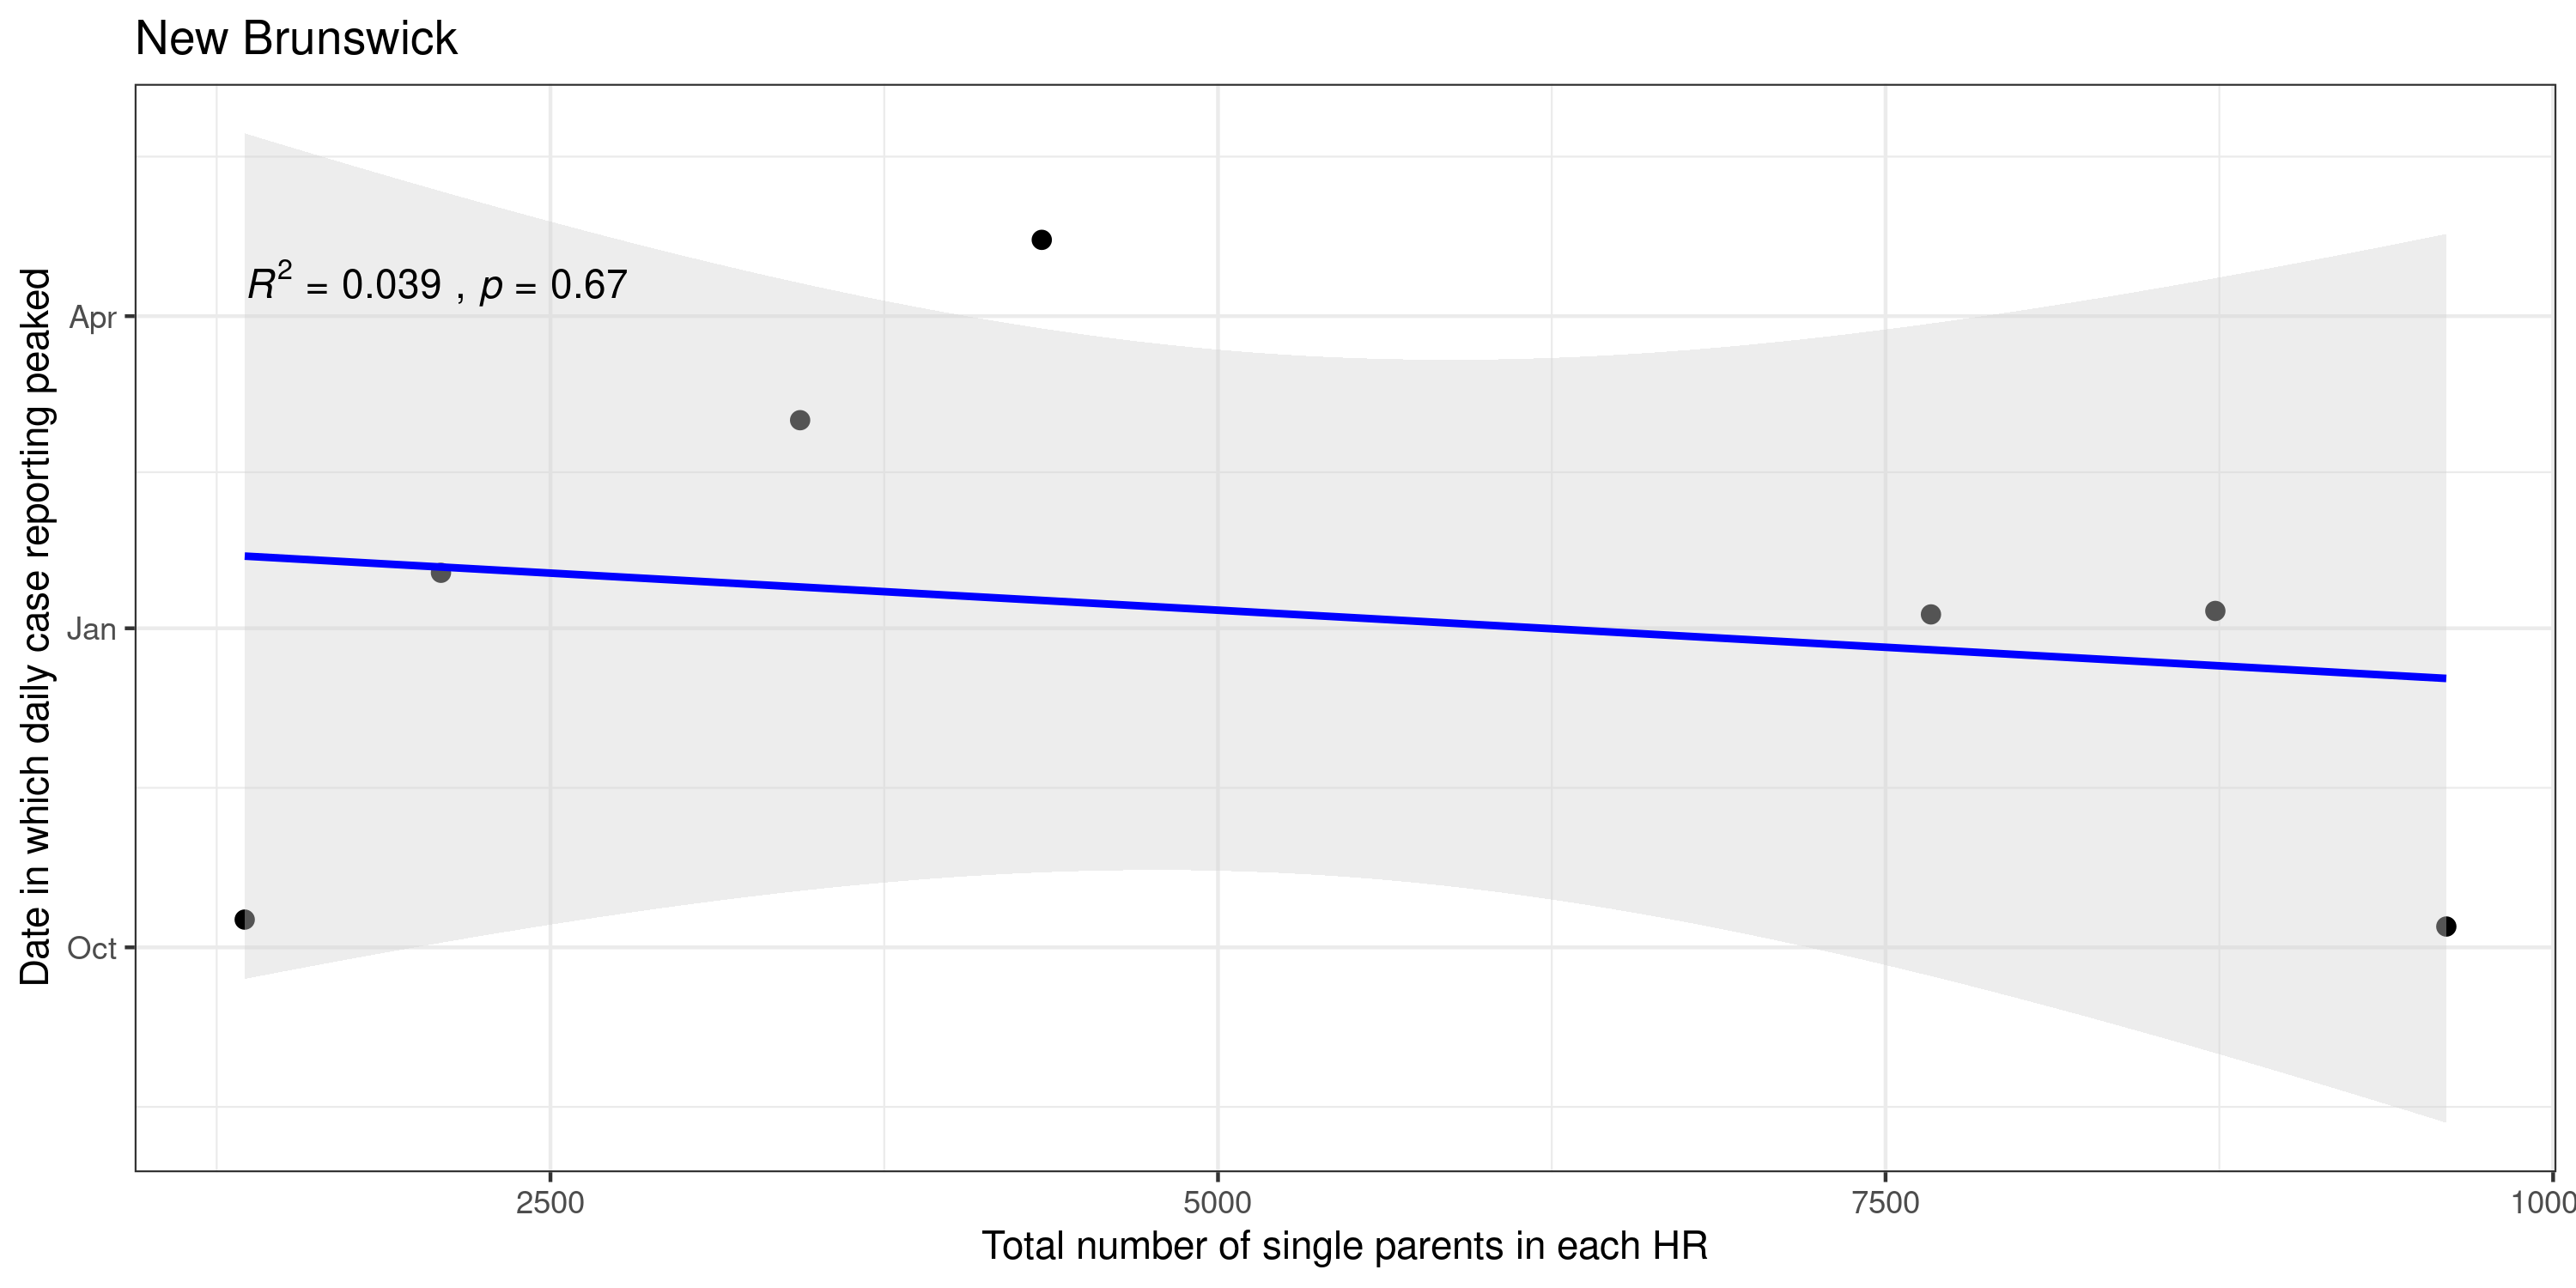 New Brunswick
R² = 0.039 , p = 0.67
Date in which daily case reporting peaked
Apr
Jan
Oct
2500
5000
7500
1000
Total number of single parents in each HR